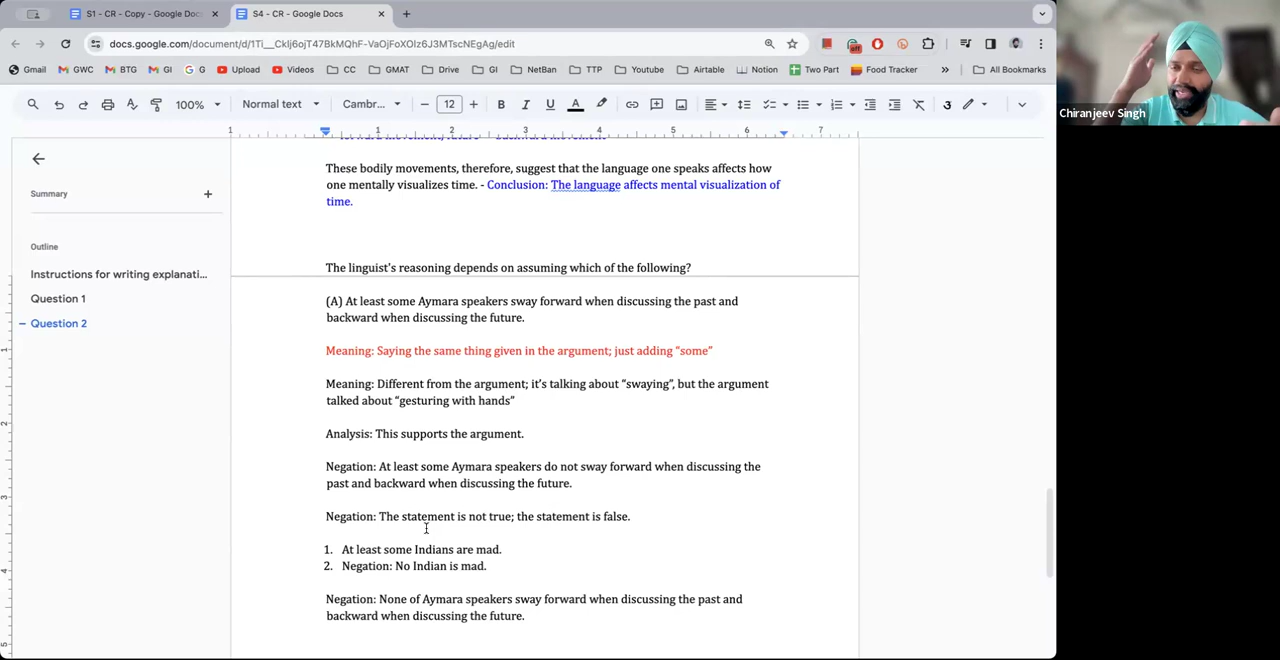 S1 - CR - Copy - Google Doc
S4 - CR - Google Docs
docs.google.com/document/d/1Ti__CkIj6ojT47BkMQhF-VaOjFoXOIz6J3MTscNEgAg/edit
Gmail
GWC
BTG
GI
G
Upload
Videos
CC
GMAT
Drive
NetBan
TTP
Youtube
Airtable
Notion
Two Part
Food Tracker
»
All Bookmarks
100%
Normal text
Cambr...
12
Chiranjeev Singh
1 1 2 3 4 5 6 7
These bodily movements, therefore, suggest that the language one speaks affects how
one mentally visualizes time. - Conclusion: The language affects mental visualization of
time.
Summary
Outline
Instructions for writing explanati...
Question 1
Question 2
The linguist's reasoning depends on assuming which of the following?
(A) At least some Aymara speakers sway forward when discussing the past and
backward when discussing the future.
Meaning: Saying the same thing given in the argument; just adding “some”
Meaning: Different from the argument; it’s talking about “swaying”, but the argument
talked about “gesturing with hands”
Analysis: This supports the argument.
Negation: At least some Aymara speakers do not sway forward when discussing the
past and backward when discussing the future.
Negation: The statement is not true; the statement is false.
1. At least some Indians are mad.
2. Negation: No Indian is mad.
Negation: None of Aymara speakers sway forward when discussing the past and
backward when discussing the future.